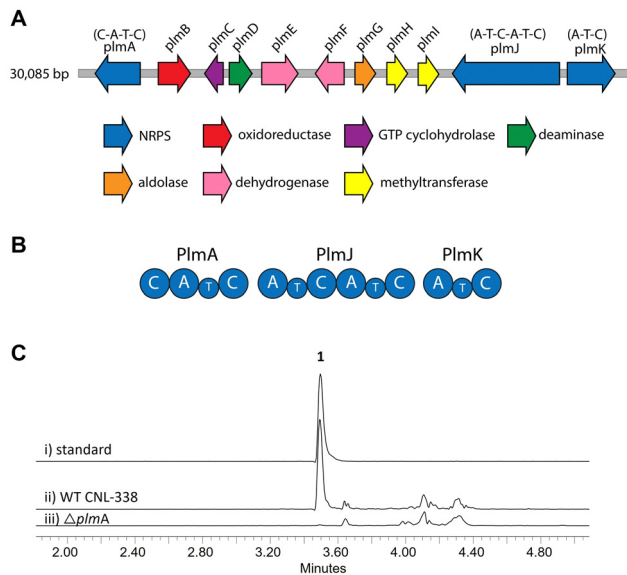 A
(C-A-T-C) (A-T-C-A-T-C) (A-T-C)
plmA plmB plmC plmD plmE plmF plmG plmH plmI plmJ plmK
30,085 bp
NRPS oxidoreductase GTP cyclohydrolase deaminase
aldolase dehydrogenase methyltransferase
B
PlmA PlmJ PlmK
C A T C A T C A T C A T C
C
1
i) standard
ii) WT CNL-338
iii) △plmA
2.00 2.40 2.80 3.20 3.60 4.00 4.40 4.80
Minutes